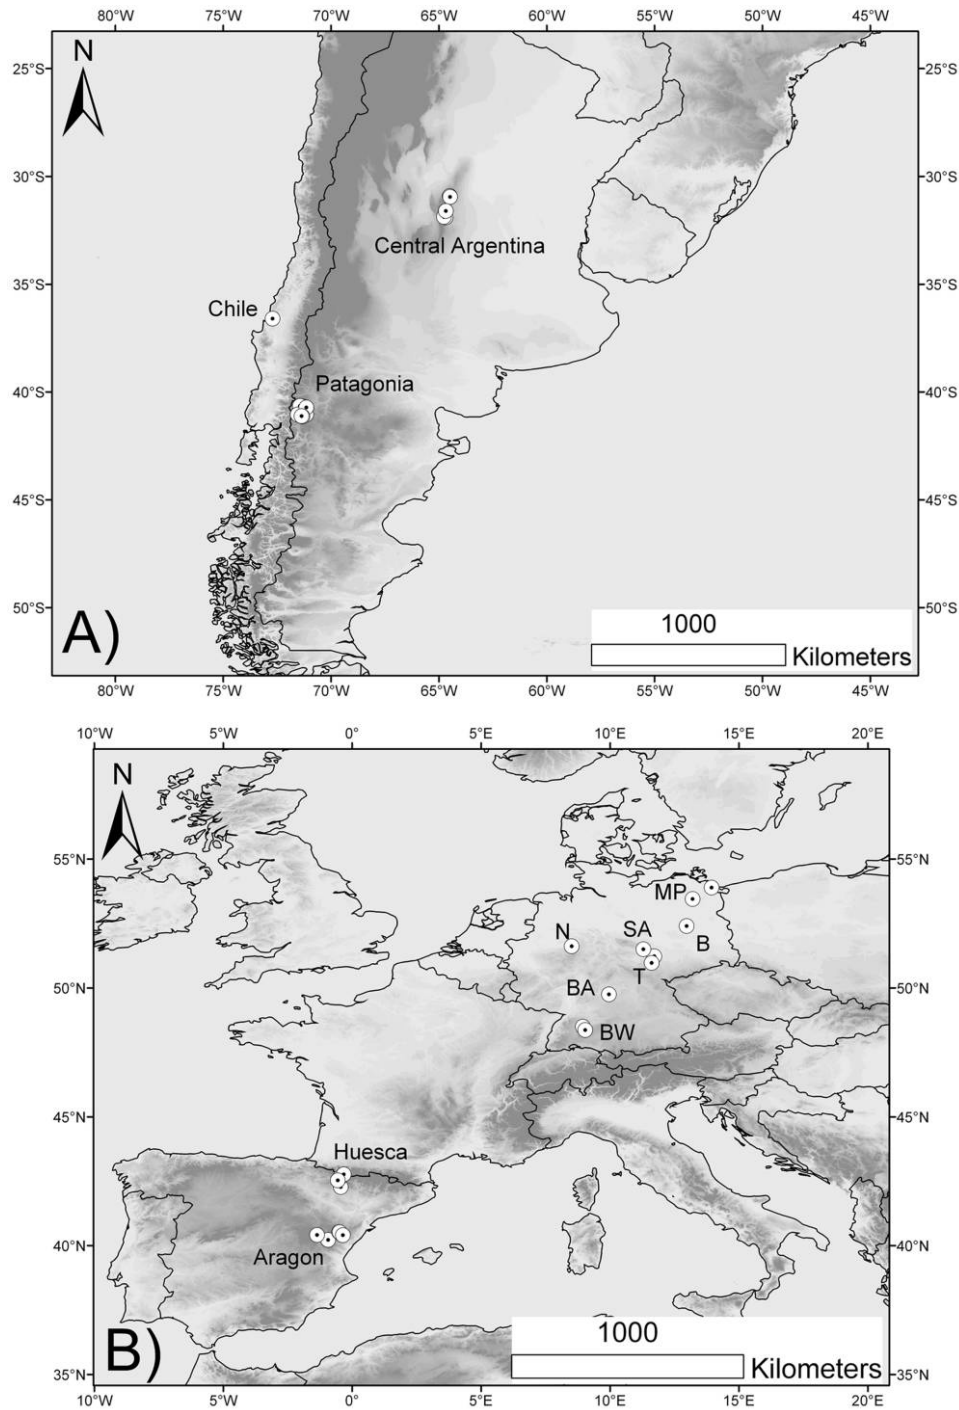 80°W 75°W 70°W 65°W 60°W 55°W 50°W 45°W
N
25°S 25°S
30°S 30°S
Central Argentina
35°S 35°S
Chile
Patagonia
40°S 40°S
45°S 45°S
50°S 50°S
A)
1000
Kilometers
80°W 75°W 70°W 65°W 60°W 55°W 50°W 45°W
10°W 5°W 0° 5°E 10°E 15°E 20°E
N
55°N 55°N
MP
N SA B
T
50°N 50°N
BA
BW
45°N 45°N
Huesca
40°N 40°N
Aragon
B)
1000
Kilometers
35°N 35°N
10°W 5°W 0° 5°E 10°E 15°E 20°E